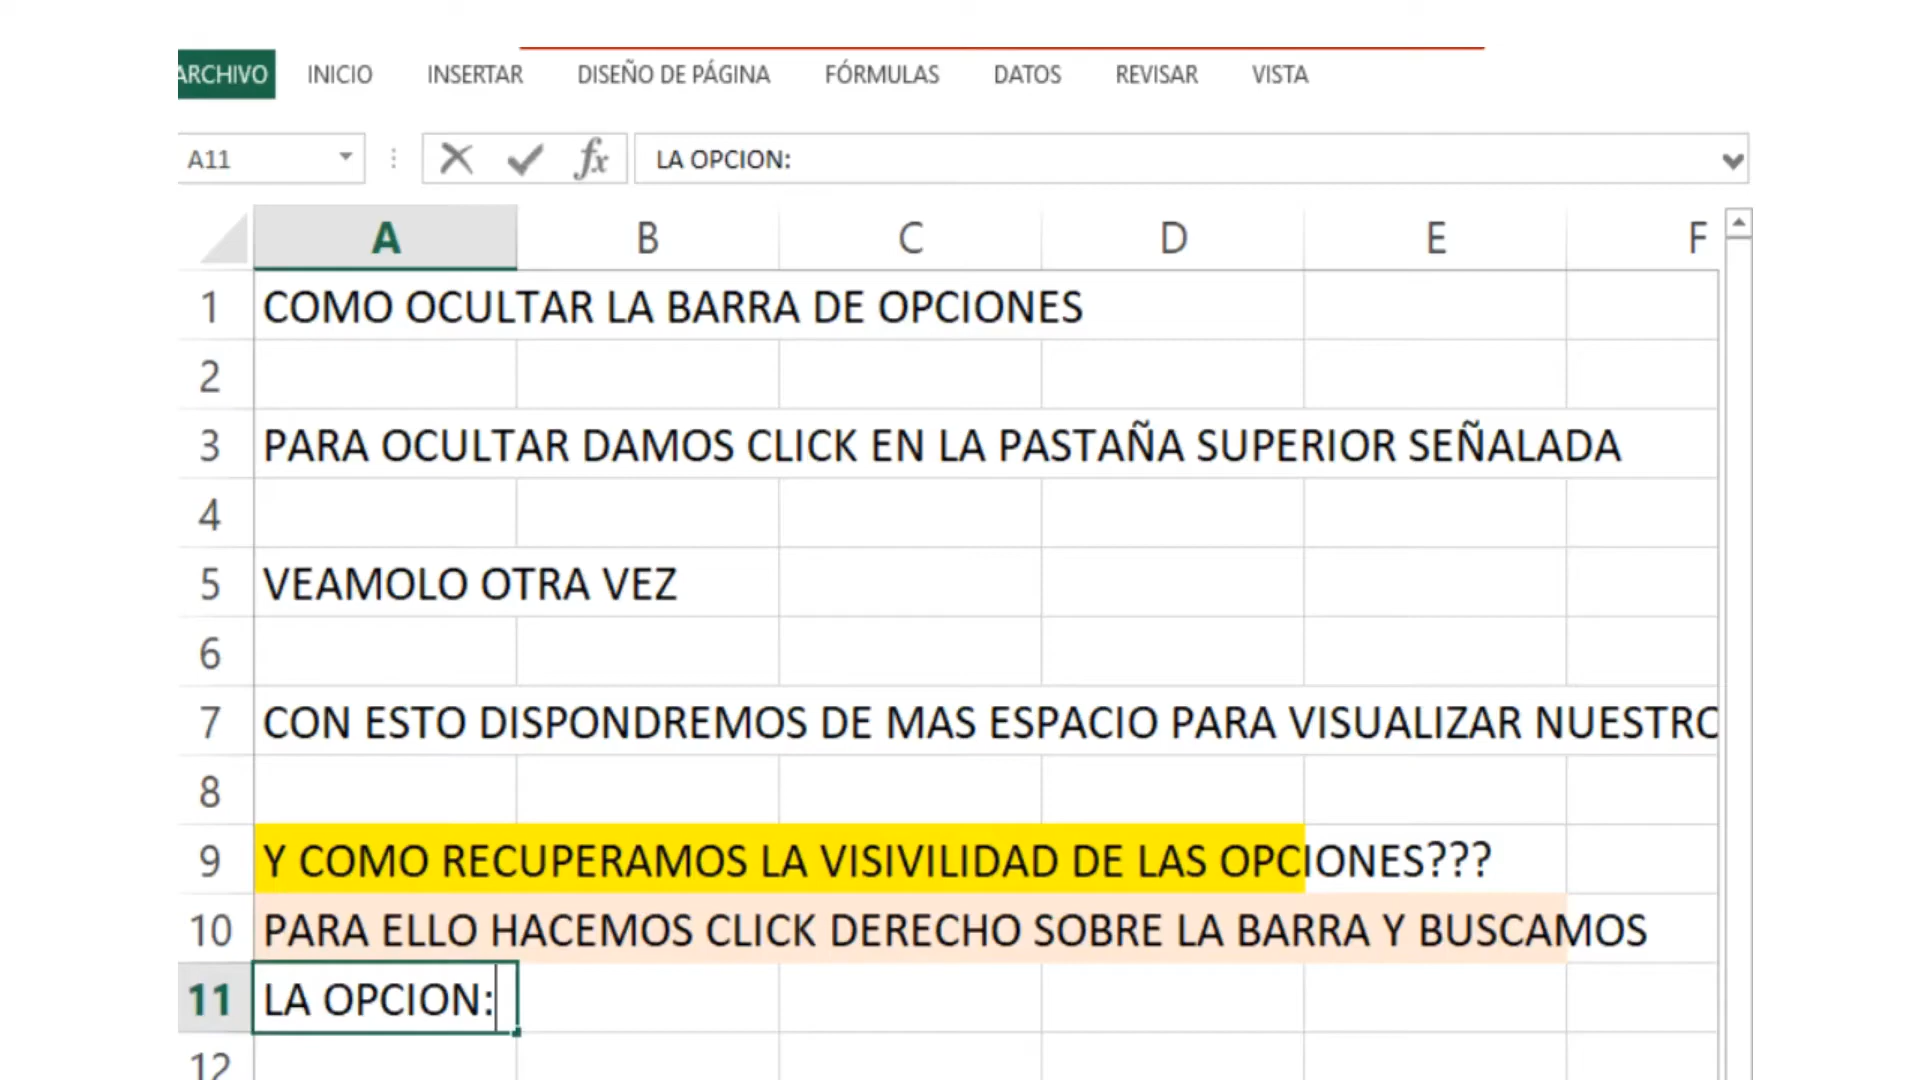 ARCHIVO INICIO INSERTAR DISEÑO DE PÁGINA FÓRMULAS DATOS REVISAR VISTA
A11 fx LA OPCION:
A B C D E F
1 COMO OCULTAR LA BARRA DE OPCIONES
2
3 PARA OCULTAR DAMOS CLICK EN LA PASTAÑA SUPERIOR SEÑALADA
4
5 VEAMOLO OTRA VEZ
6
7 CON ESTO DISPONDREMOS DE MAS ESPACIO PARA VISUALIZAR NUESTRO
8
9 Y COMO RECUPERAMOS LA VISIVILIDAD DE LAS OPCIONES???
10 PARA ELLO HACEMOS CLICK DERECHO SOBRE LA BARRA Y BUSCAMOS
11 LA OPCION:
12